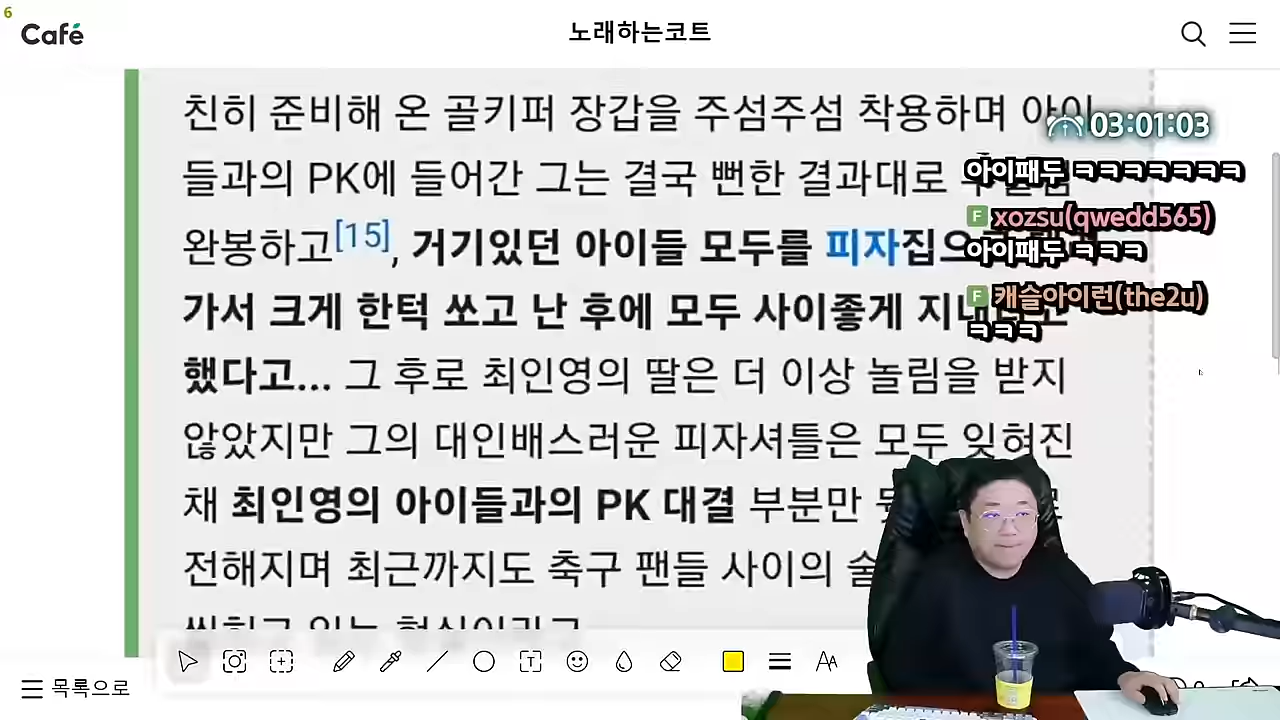 6
Café
노래하는코트
친히 준비해 온 골키퍼 장갑을 주섬주섬 착용하며 아이
03:01:03
들과의 PK에 들어간 그는 결국 뻔한 결과대로
아이패두 ㅋㅋㅋㅋㅋㅋㅋ
F xozsu(qwedd565)
완봉하고[15], 거기있던 아이들 모두를 피자집으
아이패두 ㅋㅋㅋ
F 캐슬아이런(the2u)
가서 크게 한턱 쏘고 난 후에 모두 사이좋게
ㅋㅋㅋ
했다고... 그 후로 최인영의 딸은 더 이상 놀림을 받지
않았지만 그의 대인배스러운 피자셔틀은 모두 잊혀진
채 최인영의 아이들과의 PK 대결 부분만
전해지며 최근까지도 축구 팬들 사이의
T
AA
목록으로